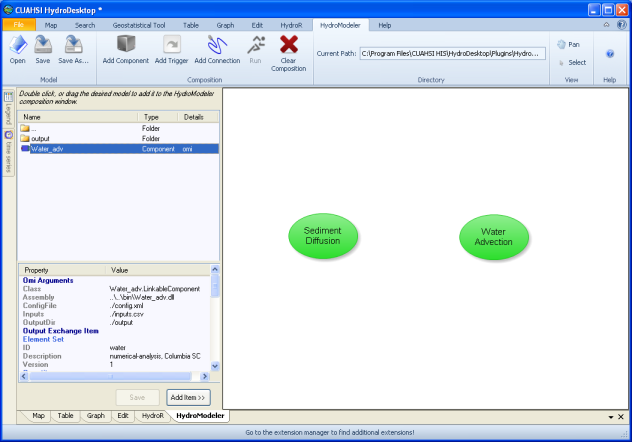 CUAHSI HydroDesktop *
File Map Search Geostatistical Tool Table Graph Edit HydroR HydroModeler Help
Open Save Save As... Add Component Add Trigger Add Connection Run Clear Composition Current Path: C:\Program Files\CUAHSI HIS\HydroDesktop\Plugins\Hydro... Pan Select
Model Composition Directory View Help
Legend
time series
Double click, or drag the desired model to add it to the HydroModeler
composition window.
Name Type Details
... Folder
output Folder
Water_adv Component omi
Sediment
Diffusion
Water
Advection
Property Value
Omi Arguments
Class Water_adv.LinkableComponent
Assembly ..\..\bin\Water_adv.dll
ConfigFile ./config.xml
Inputs ./inputs.csv
OutputDir ./output
Output Exchange Item
Element Set
ID water
Description numerical-analysis, Columbia SC
Version 1
Save Add Item >>
Map Table Graph Edit HydroR HydroModeler
Go to the extension manager to find additional extensions!